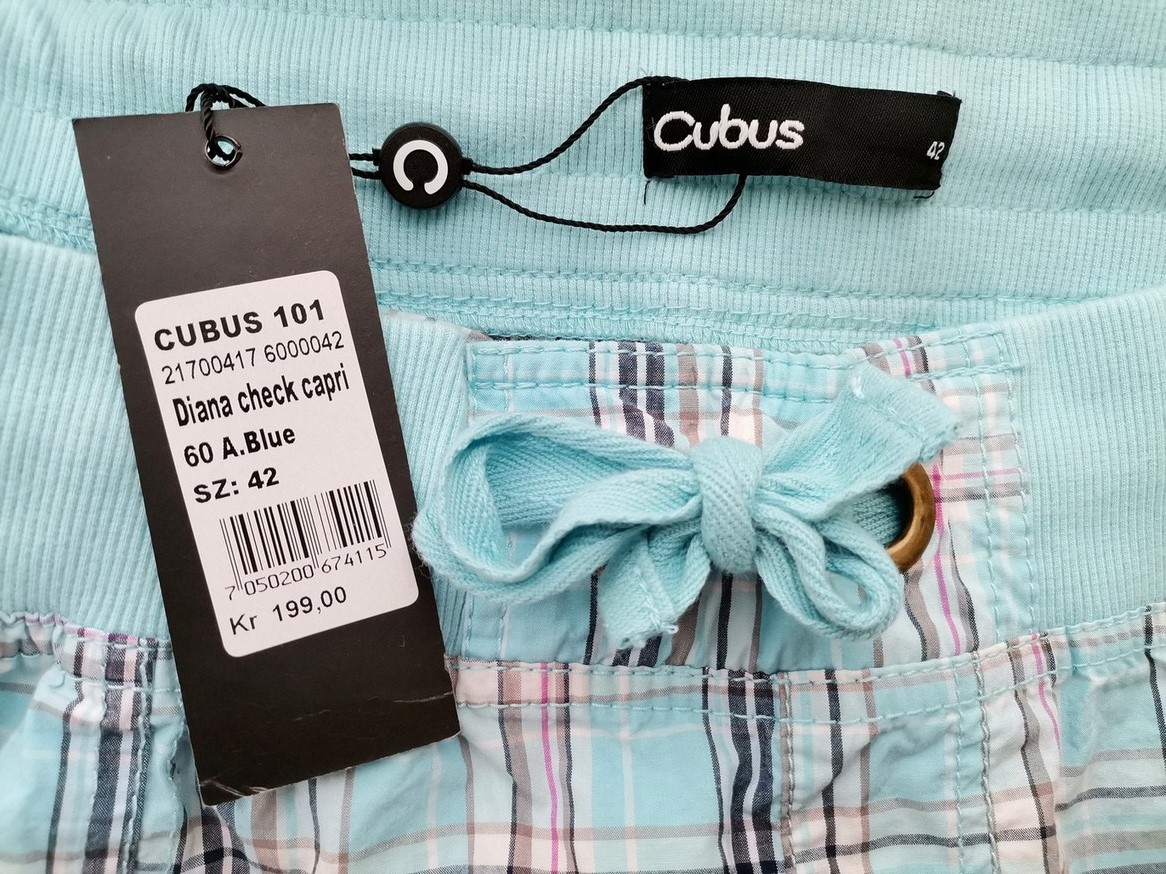 Cubus
42
CUBUS 101
21700417 6000042
Diana check capri
60 A.Blue
SZ: 42
7 050200 674115
Kr 199,00